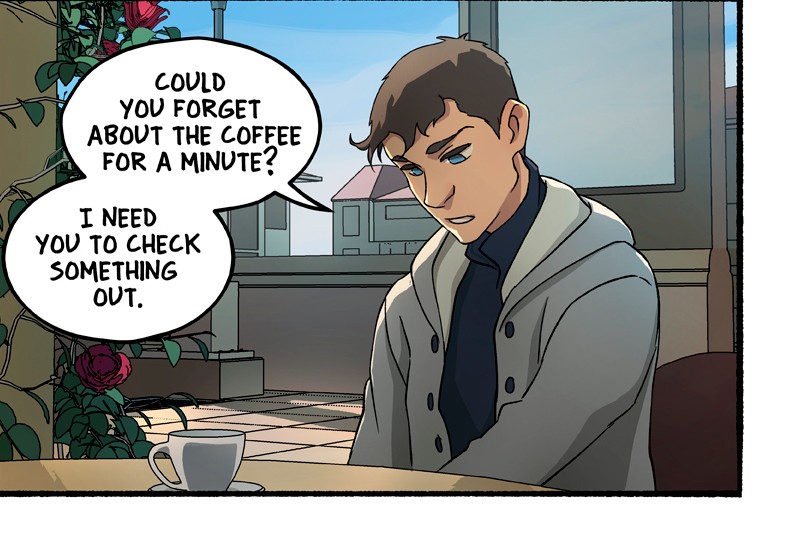 COULD
YOU FORGET
ABOUT THE COFFEE
FOR A MINUTE?
I NEED
YOU TO CHECK
SOMETHING
OUT.